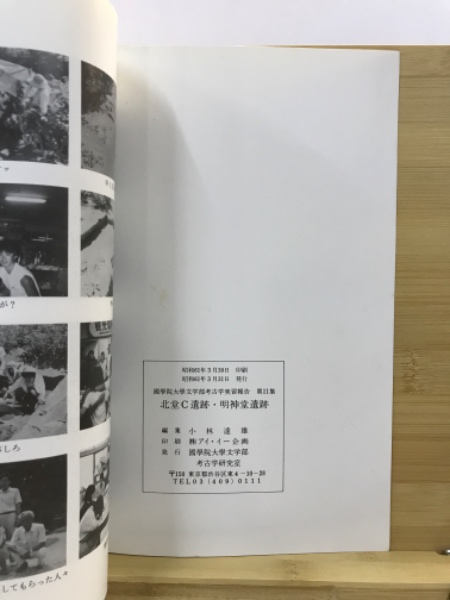 昭和61年3月20日 印刷
昭和61年3月31日 発行
國學院大學文学部考古学実習報告 第11集
北堂C遺跡・明神堂遺跡
編集 小林達雄
印刷 ㈱アイ・イー企画
発行 國學院大學文学部
考古学研究室
〒150 東京都渋谷区東4-10-28
TEL03(409)0111
しろ
してもらった人々